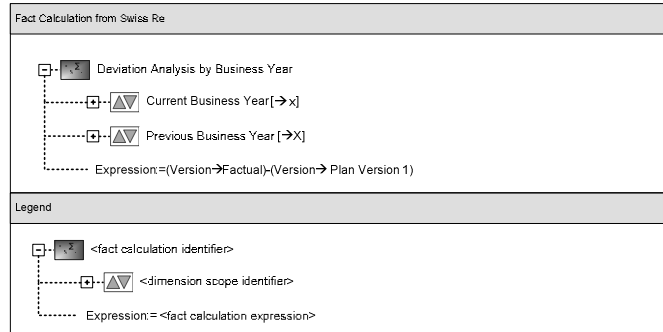 Fact Calculation from Swiss Re
Deviation Analysis by Business Year
Current Business Year[→x]
Previous Business Year [→X]
Expression:=(Version→Factual)-(Version→ Plan Version 1)
Legend
<fact calculation identifier>
<dimension scope identifier>
Expression:= <fact calculation expression>